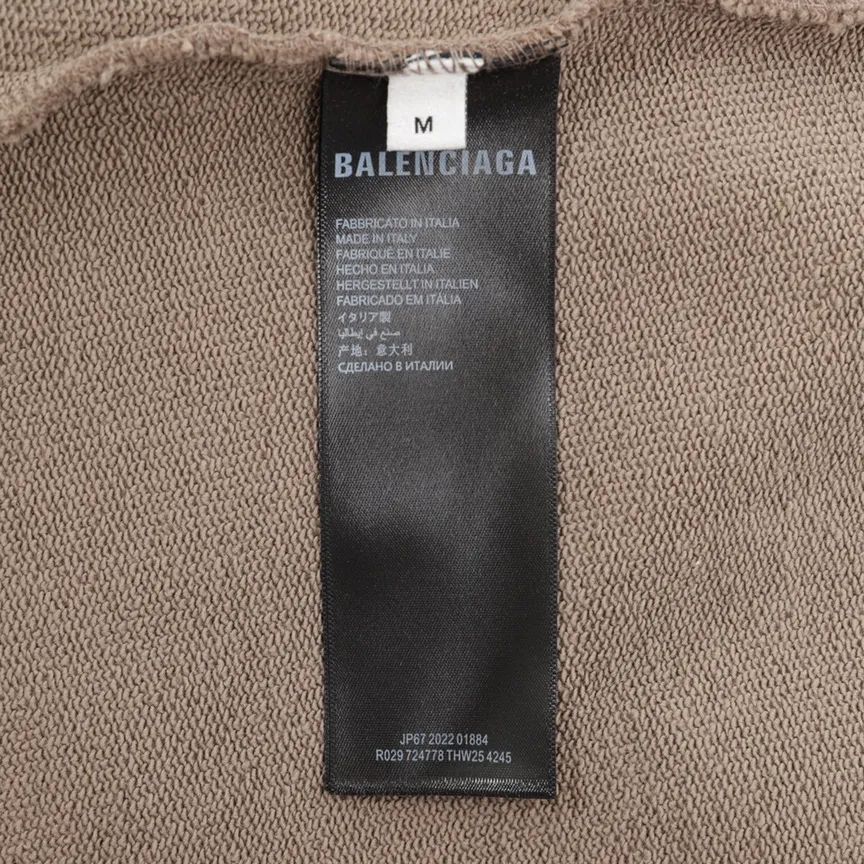 M
BALENCIAGA
FABBRICATO IN ITALIA
MADE IN ITALY
FABRIQUÉ EN ITALIE
HECHO EN ITALIA
HERGESTELLT IN ITALIEN
FABRICADO EM ITÁLIA
イタリア製
صنع في إيطاليا
产地：意大利
СДЕЛАНО В ИТАЛИИ
JP67 2022 01884
R029 724778 THW25 4245